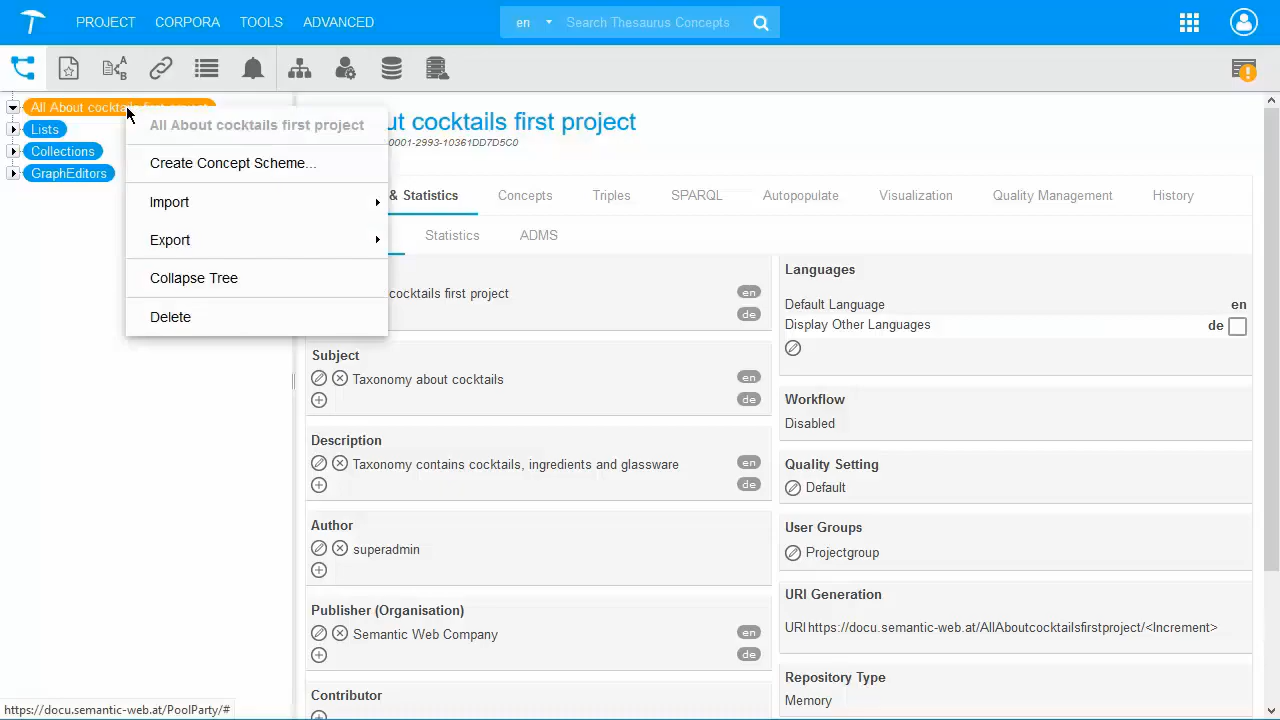 PROJECT CORPORA TOOLS ADVANCED en Search Thesaurus Concepts
A B
All About cocktails first project
Lists
Collections
GraphEditors
All About cocktails first project
Create Concept Scheme...
Import
Export
Collapse Tree
Delete
ut cocktails first project
0001-2993-10361DD7D5C0
& Statistics Concepts Triples SPARQL Autopopulate Visualization Quality Management History
Statistics ADMS
cocktails first project en
de
Subject
Taxonomy about cocktails en
de
Description
Taxonomy contains cocktails, ingredients and glassware en
de
Author
superadmin
Publisher (Organisation)
Semantic Web Company en
de
Contributor
Languages
Default Language en
Display Other Languages de
Workflow
Disabled
Quality Setting
Default
User Groups
Projectgroup
URI Generation
URI https://docu.semantic-web.at/AllAboutcocktailsfirstproject/<Increment>
Repository Type
Memory
https://docu.semantic-web.at/PoolParty/#